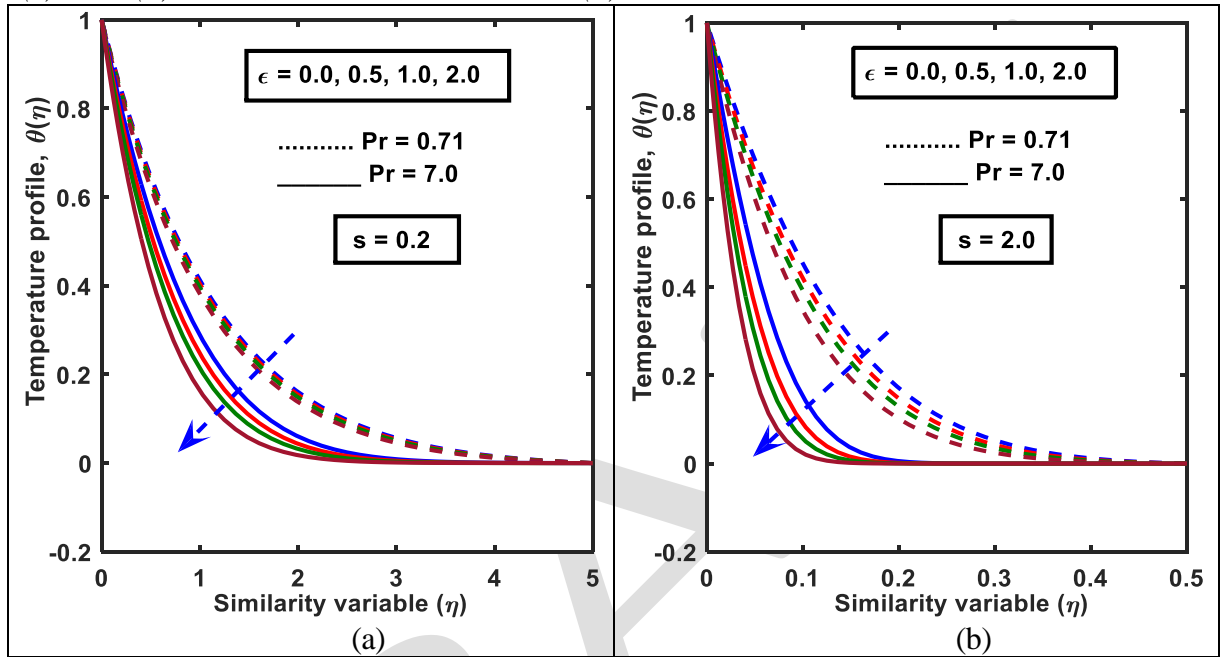 1
0.8
0.6
0.4
0.2
0
-0.2
Temperature profile, θ(η)
ϵ = 0.0, 0.5, 1.0, 2.0
........... Pr = 0.71
Pr = 7.0
s = 0.2
0 1 2 3 4 5
Similarity variable (η)
(a)
1
0.8
0.6
0.4
0.2
0
-0.2
Temperature profile, θ(η)
ϵ = 0.0, 0.5, 1.0, 2.0
........... Pr = 0.71
Pr = 7.0
s = 2.0
0 0.1 0.2 0.3 0.4 0.5
Similarity variable (η)
(b)